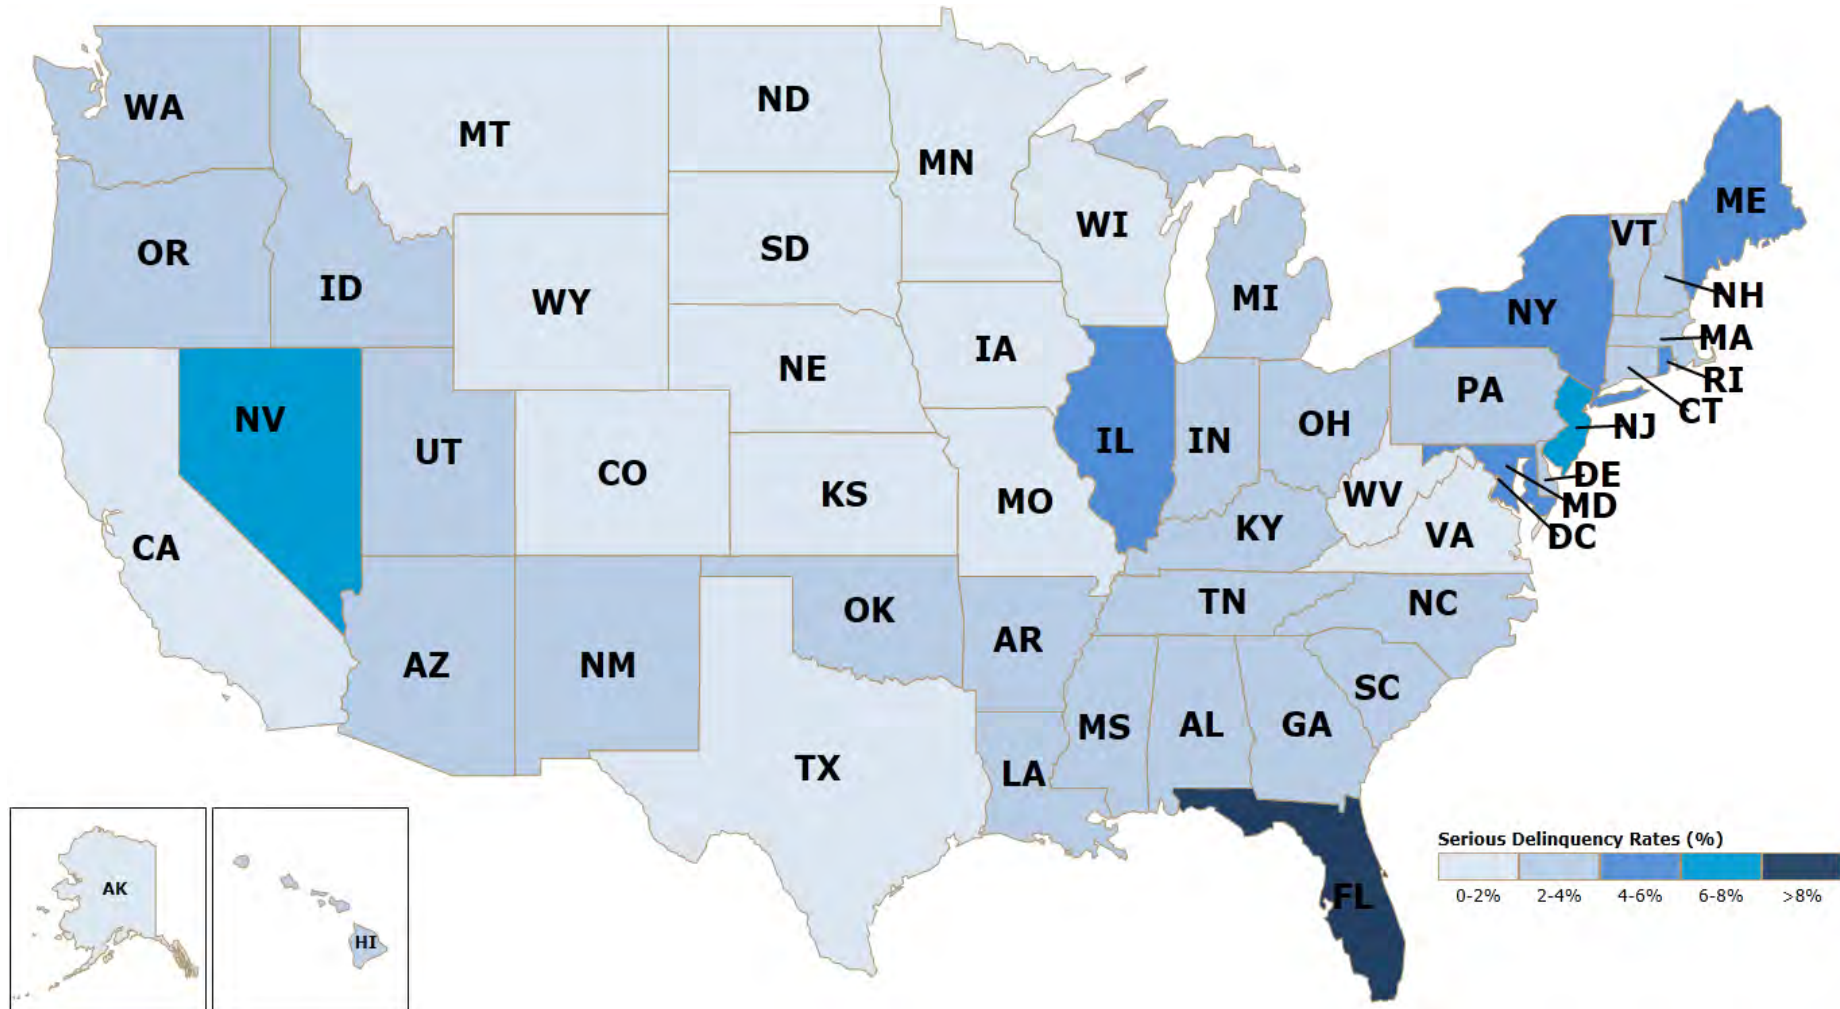 WA
MT
ND
MN
OR
ID
WY
SD
WI
MI
VT
ME
NH
NY
MA
RI
CT
NV
UT
CO
NE
IA
IL
IN
OH
PA
NJ
DE
MD
DC
CA
KS
MO
KY
WV
VA
AZ
NM
OK
AR
TN
NC
SC
TX
LA
MS
AL
GA
FL
AK
HI
Serious Delinquency Rates (%)
0-2% 2-4% 4-6% 6-8% >8%